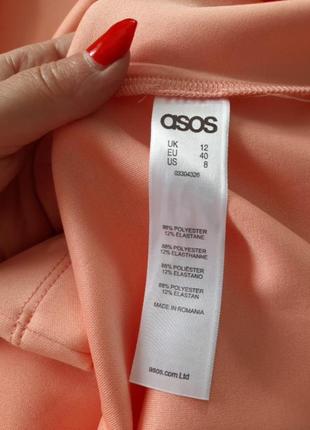 asos
UK 12
EU 40
US 8
03304326
88% POLYESTER
12% ELASTANE
88% POLYESTER
12% ELASTHANNE
88% POLIÉSTER
12% ELASTANO
88% POLYESTER
12% ELASTAN
MADE IN ROMANIA
asos.com Ltd